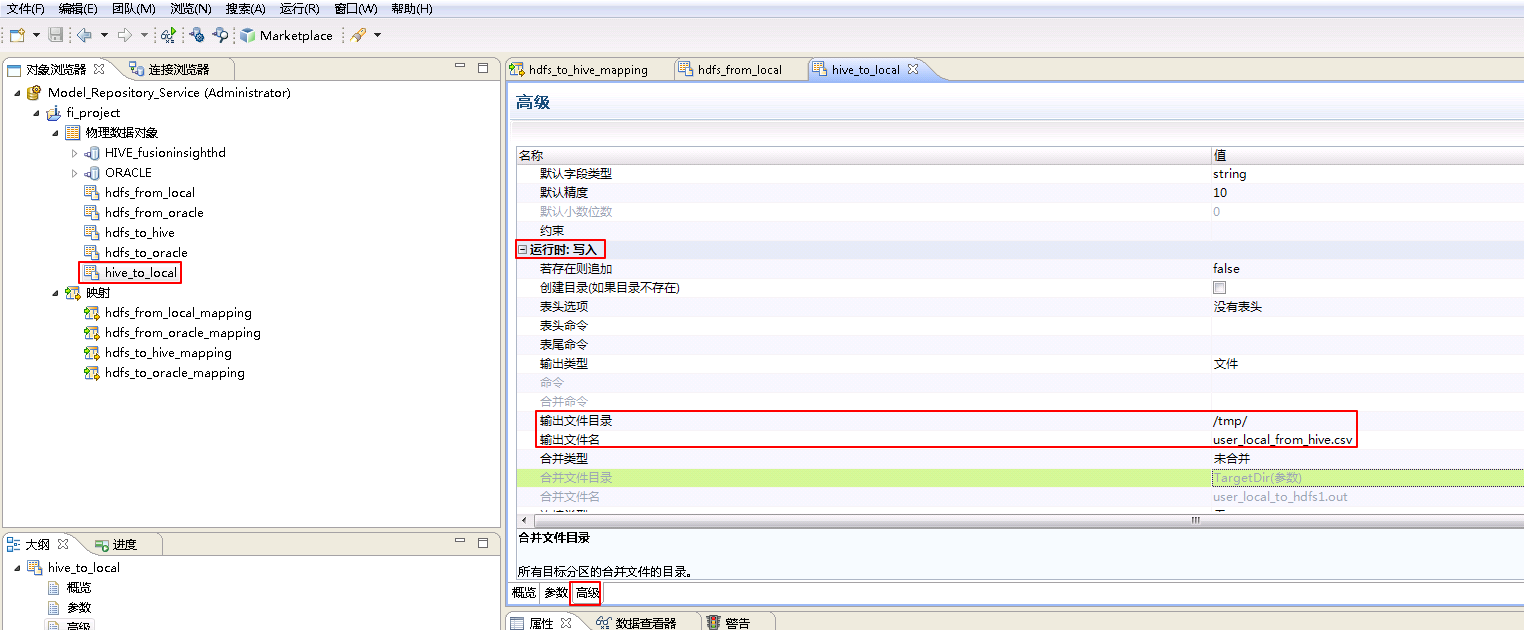 文件(F) 编辑(E) 团队(M) 浏览(N) 搜索(A) 运行(R) 窗口(W) 帮助(H)
Marketplace
对象浏览器 连接浏览器
Model_Repository_Service (Administrator)
fi_project
物理数据对象
HIVE_fusioninsighthd
ORACLE
hdfs_from_local
hdfs_from_oracle
hdfs_to_hive
hdfs_to_oracle
hive_to_local
映射
hdfs_from_local_mapping
hdfs_from_oracle_mapping
hdfs_to_hive_mapping
hdfs_to_oracle_mapping
大纲 进度
hive_to_local
概览
参数
高级
hdfs_to_hive_mapping hdfs_from_local hive_to_local
高级
名称 值
默认字段类型 string
默认精度 10
默认小数位数 0
约束
运行时: 写入
若存在则追加 false
创建目录(如果目录不存在)
表头选项 没有表头
表头命令
表尾命令
输出类型 文件
命令
合并命令
输出文件目录 /tmp/
输出文件名 user_local_from_hive.csv
合并类型 未合并
合并文件目录 TargetDir(参数)
合并文件名 user_local_to_hdfs1.out
合并文件目录
所有目标分区的合并文件的目录。
概览 参数 高级
属性 数据查看器 警告